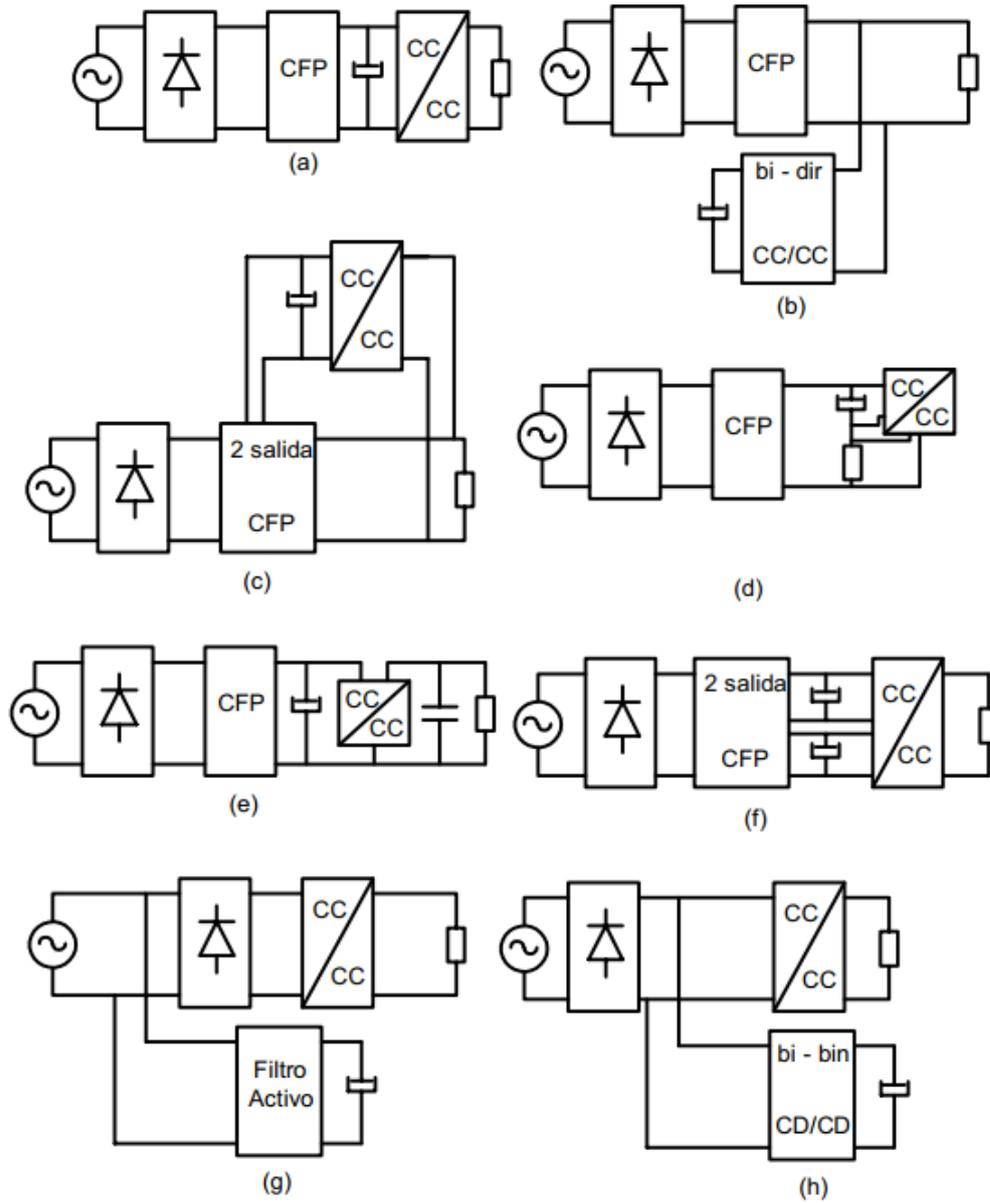 CFP
CC
CC
(a)
CFP
bi - dir
CC/CC
(b)
CC
CC
2 salida
CFP
(c)
CFP
CC
CC
(d)
CFP
CC
CC
(e)
2 salida
CFP
CC
CC
(f)
CC
CC
Filtro
Activo
(g)
CC
CC
bi - bin
CD/CD
(h)